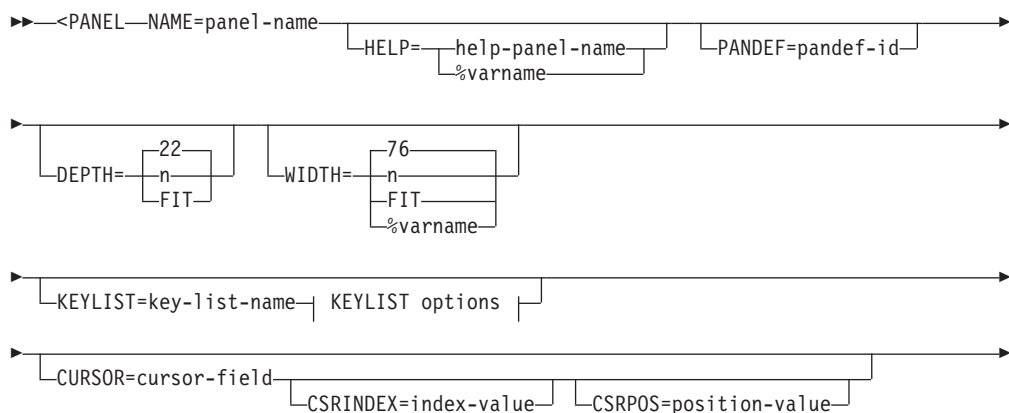 <PANEL NAME=panel-name
HELP= help-panel-name
%varname
PANDEF=pandef-id
DEPTH= 22
n
FIT
WIDTH= 76
n
FIT
%varname
KEYLIST=key-list-name KEYLIST options
CURSOR=cursor-field
CSRINDEX=index-value CSRPOS=position-value